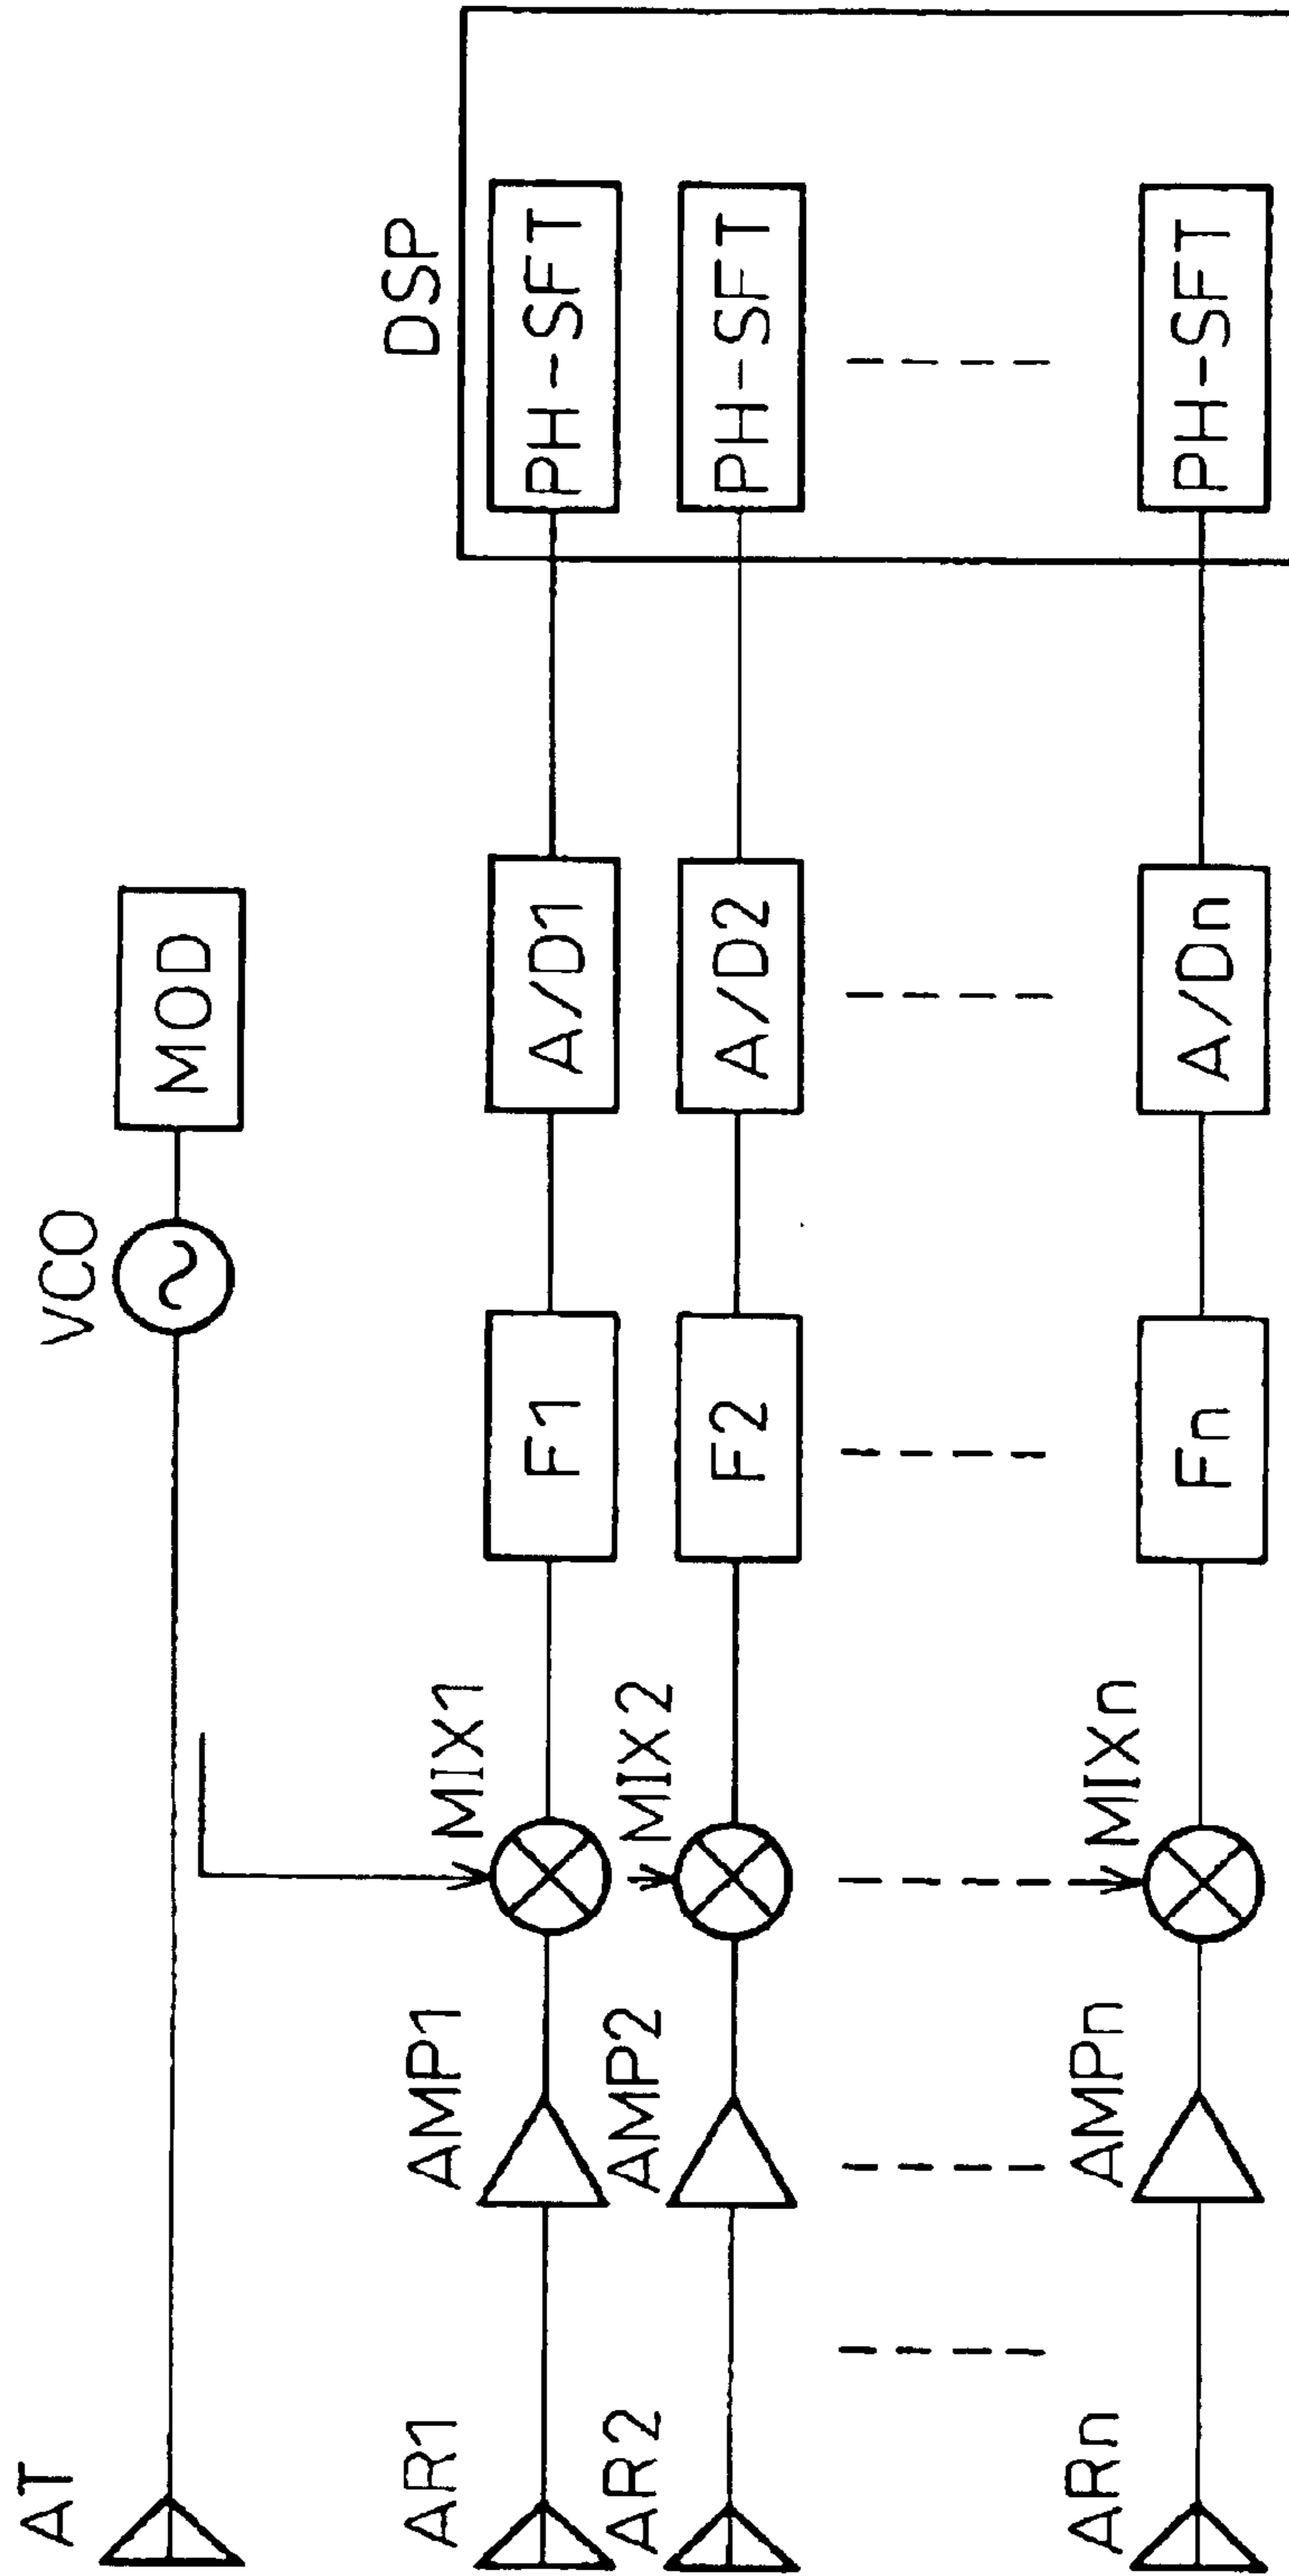 AT
VCO
MOD
AR1
AMP1
MIX1
F1
A/D1
DSP
PH-SFT
AR2
AMP2
MIX2
F2
A/D2
PH-SFT
ARn
AMPn
MIXn
Fn
A/Dn
PH-SFT